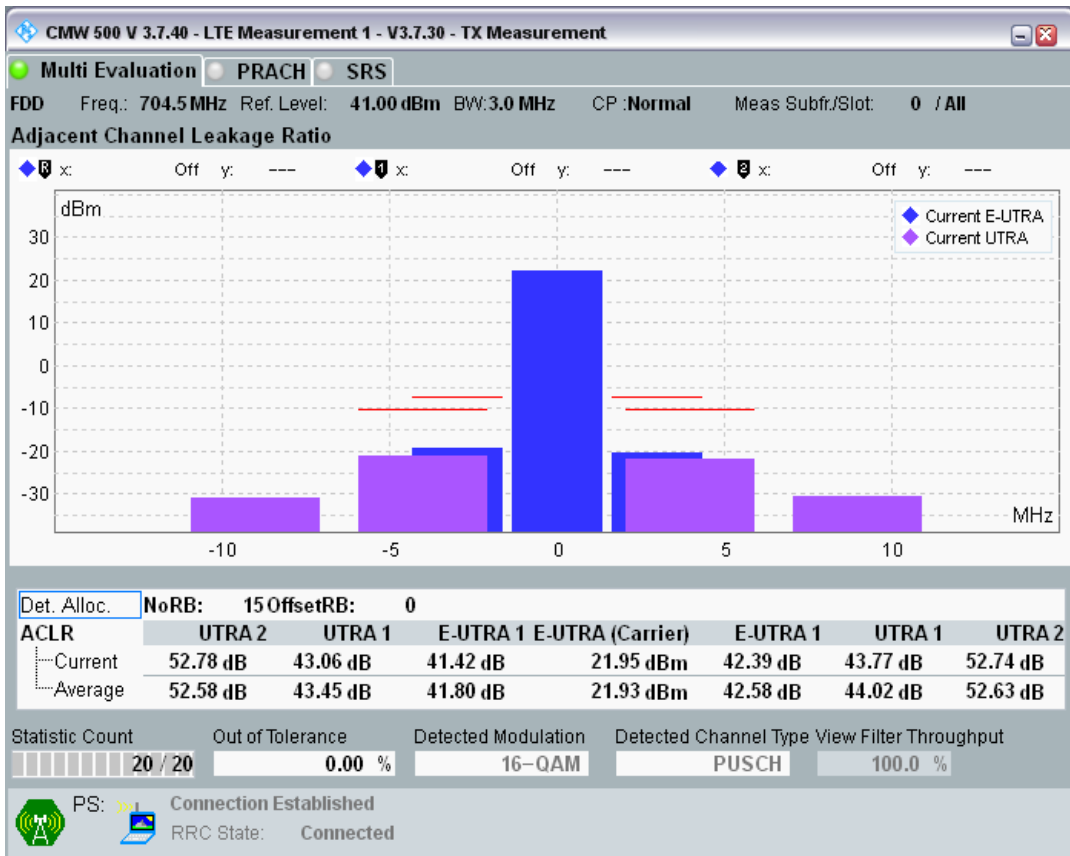 CMW 500 V 3.7.40 - LTE Measurement 1 - V3.7.30 - TX Measurement
Multi Evaluation PRACH SRS
FDD Freq.: 704.5 MHz Ref. Level: 41.00 dBm BW: 3.0 MHz CP : Normal Meas Subfr./Slot: 0 / All
Adjacent Channel Leakage Ratio
R x: Off y: --- 1 x: Off y: --- 2 x: Off y: ---
dBm
Current E-UTRA
Current UTRA
30
20
10
0
-10
-20
-30
MHz
-10 -5 0 5 10
Det. Alloc. NoRB: 15 OffsetRB: 0
ACLR UTRA 2 UTRA 1 E-UTRA 1 E-UTRA (Carrier) E-UTRA 1 UTRA 1 UTRA 2
Current 52.78 dB 43.06 dB 41.42 dB 21.95 dBm 42.39 dB 43.77 dB 52.74 dB
Average 52.58 dB 43.45 dB 41.80 dB 21.93 dBm 42.58 dB 44.02 dB 52.63 dB
Statistic Count Out of Tolerance Detected Modulation Detected Channel Type View Filter Throughput
20 / 20 0.00 % 16-QAM PUSCH 100.0 %
PS: Connection Established
RRC State: Connected